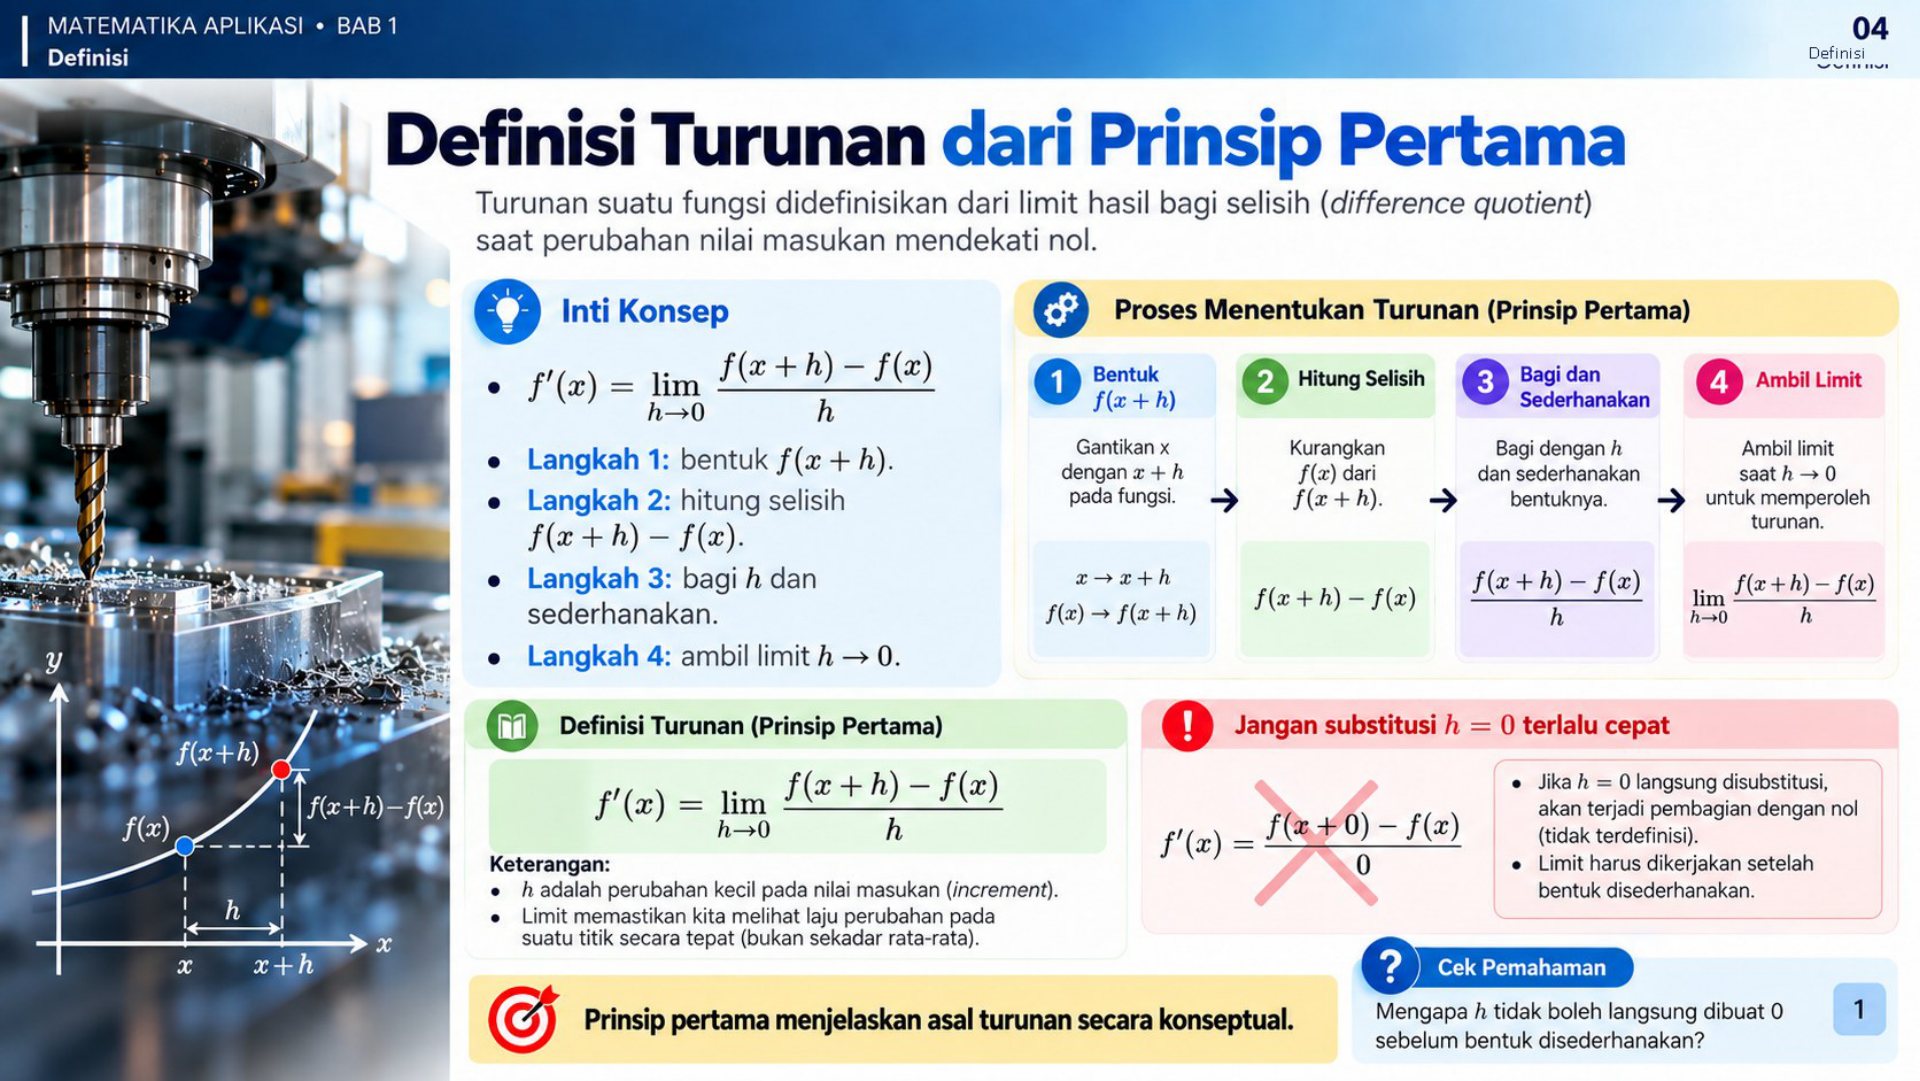 MATEMATIKA APLIKASI • BAB 1
Definisi
04
Definisi
Definisi Turunan dari Prinsip Pertama
Turunan suatu fungsi didefinisikan dari limit hasil bagi selisih (difference quotient)
saat perubahan nilai masukan mendekati nol.
Inti Konsep
• f′(x) = lim h→0 f(x + h) − f(x) / h
• Langkah 1: bentuk f(x + h).
• Langkah 2: hitung selisih
f(x + h) − f(x).
• Langkah 3: bagi h dan
sederhanakan.
• Langkah 4: ambil limit h → 0.
Proses Menentukan Turunan (Prinsip Pertama)
1 Bentuk
f(x + h)
Gantikan x
dengan x + h
pada fungsi.
x → x + h
f(x) → f(x + h)
2 Hitung Selisih
Kurangkan
f(x) dari
f(x + h).
f(x + h) − f(x)
3 Bagi dan
Sederhanakan
Bagi dengan h
dan sederhanakan
bentuknya.
f(x + h) − f(x) / h
4 Ambil Limit
Ambil limit
saat h → 0
untuk memperoleh
turunan.
lim h→0 f(x + h) − f(x) / h
y
f(x+h)
f(x+h)−f(x)
f(x)
h
x
x
x+h
Definisi Turunan (Prinsip Pertama)
f′(x) = lim h→0 f(x + h) − f(x) / h
Keterangan:
• h adalah perubahan kecil pada nilai masukan (increment).
• Limit memastikan kita melihat laju perubahan pada
suatu titik secara tepat (bukan sekadar rata-rata).
! Jangan substitusi h = 0 terlalu cepat
f′(x) = f(x + 0) − f(x) / 0
• Jika h = 0 langsung disubstitusi,
akan terjadi pembagian dengan nol
(tidak terdefinisi).
• Limit harus dikerjakan setelah
bentuk disederhanakan.
Prinsip pertama menjelaskan asal turunan secara konseptual.
? Cek Pemahaman
Mengapa h tidak boleh langsung dibuat 0
sebelum bentuk disederhanakan?
1